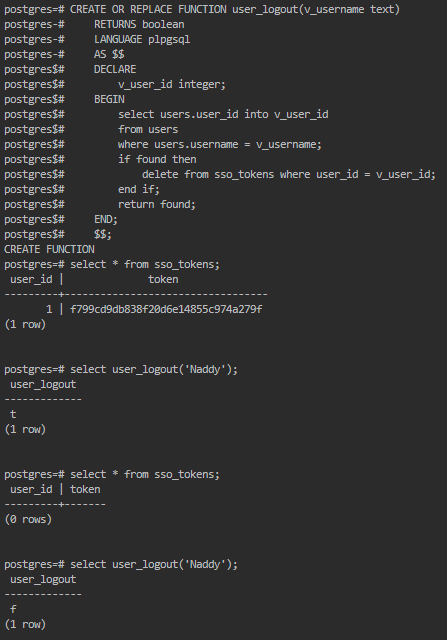 postgres=# CREATE OR REPLACE FUNCTION user_logout(v_username text)
postgres-#     RETURNS boolean
postgres-#     LANGUAGE plpgsql
postgres-#     AS $$
postgres$#     DECLARE
postgres$#         v_user_id integer;
postgres$#     BEGIN
postgres$#         select users.user_id into v_user_id
postgres$#         from users
postgres$#         where users.username = v_username;
postgres$#         if found then
postgres$#             delete from sso_tokens where user_id = v_user_id;
postgres$#         end if;
postgres$#         return found;
postgres$#     END;
postgres$#     $$;
CREATE FUNCTION
postgres=# select * from sso_tokens;
 user_id |              token
---------+----------------------------------
       1 | f799cd9db838f20d6e14855c974a279f
(1 row)
postgres=# select user_logout('Naddy');
 user_logout
-------------
 t
(1 row)
postgres=# select * from sso_tokens;
 user_id | token
---------+-------
(0 rows)
postgres=# select user_logout('Naddy');
 user_logout
-------------
 f
(1 row)